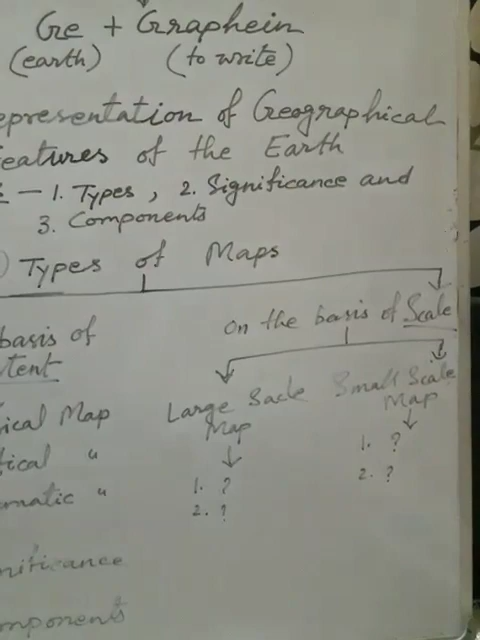 Ge + Graphein
(earth) (to write)
epresentation of Geographical
eatures of the Earth
— 1. Types, 2. Significance and
3. Components
) Types of Maps
basis of
tent
On the basis of Scale
ical Map
tical "
matic "
Large Sacle
Map
1. ?
2. ?
Small Scale
Map
1. ?
2. ?
nificance
mponents